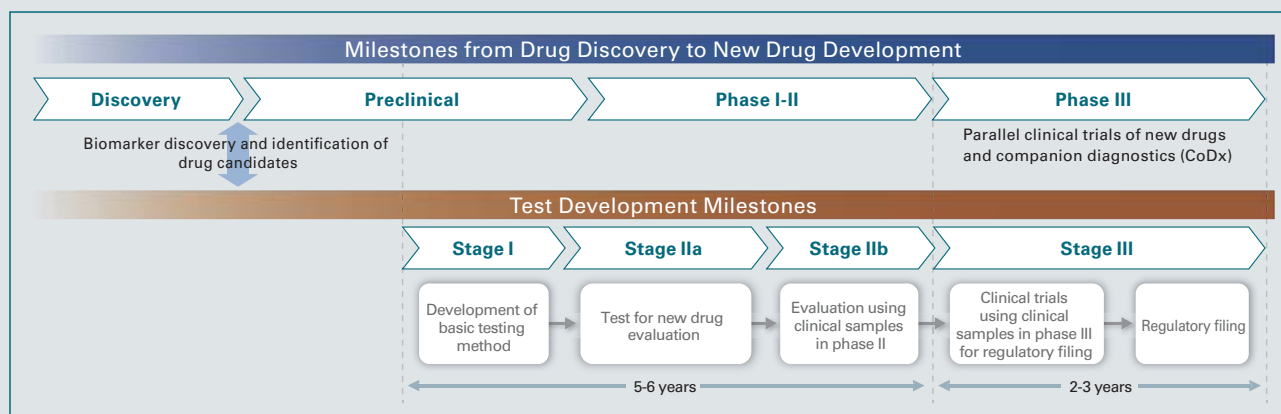 Milestones from Drug Discovery to New Drug Development
Discovery
Preclinical
Phase I-II
Phase III
Biomarker discovery and identification of
drug candidates
Parallel clinical trials of new drugs
and companion diagnostics (CoDx)
Test Development Milestones
Stage I
Stage IIa
Stage IIb
Stage III
Development of
basic testing
method
Test for new drug
evaluation
Evaluation using
clinical samples
in phase II
Clinical trials
using clinical
samples in phase III
for regulatory filing
Regulatory filing
5-6 years
2-3 years